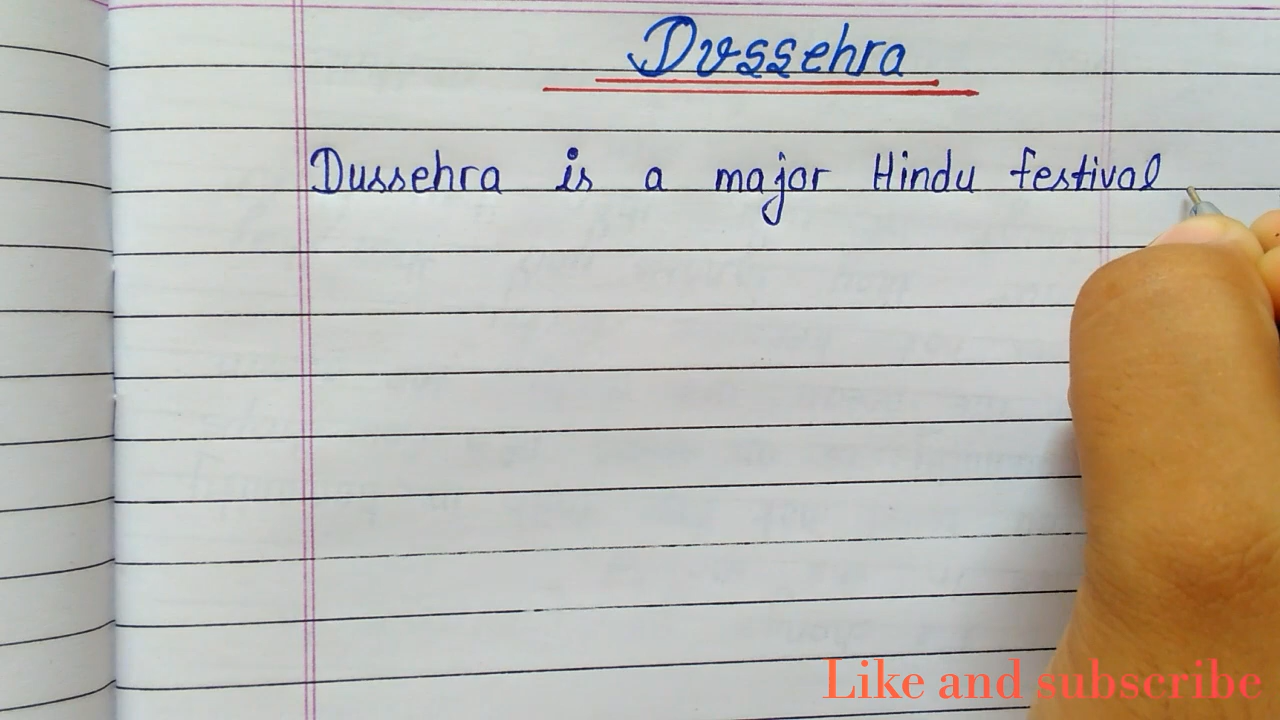 Dussehra
Dussehra is a major Hindu festival
Like and subscribe